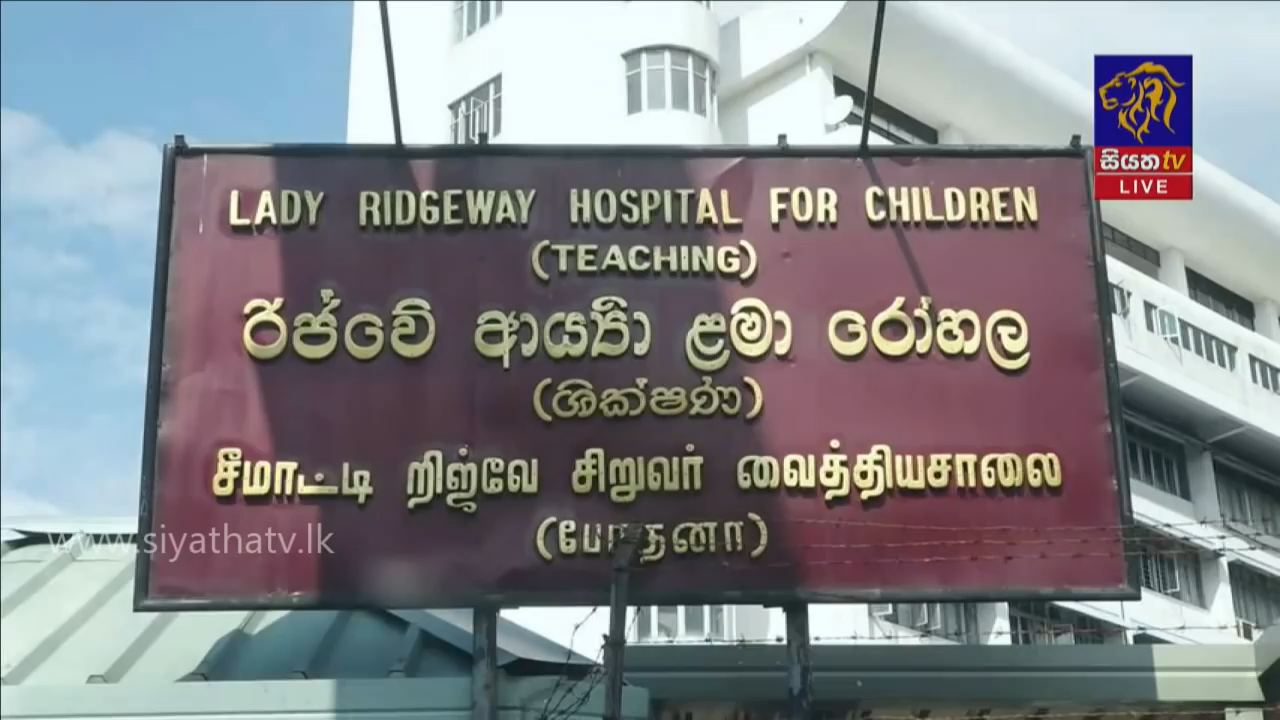 LADY RIDGEWAY HOSPITAL FOR CHILDREN
(TEACHING)
රිජ්වේ ආර්‍ය්‍යා ළමා රෝහල
(ශික්ෂණ)
சீமாட்டி றிஜ்வே சிறுவர் வைத்தியசாலை
(போதனா)
සියත tv
LIVE
www.siyathatv.lk